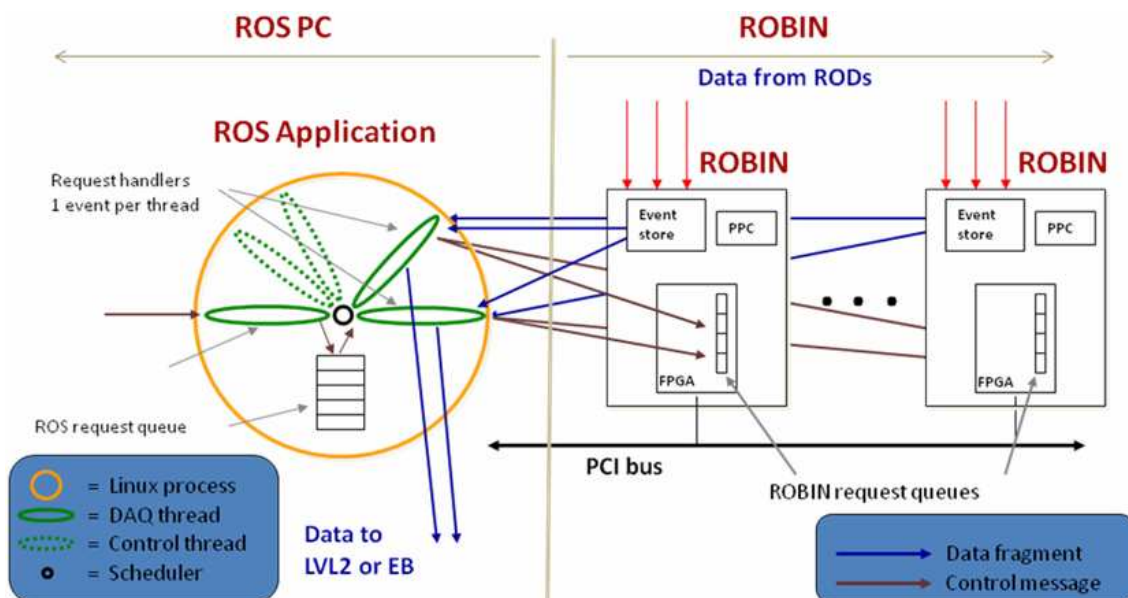 ROS PC
ROBIN
Data from RODs
ROS Application
ROBIN
ROBIN
Request handlers
1 event per thread
Event
store
PPC
Event
store
PPC
FPGA
FPGA
ROS request queue
PCI bus
ROBIN request queues
= Linux process
= DAQ thread
= Control thread
= Scheduler
Data to
LVL2 or EB
Data fragment
Control message